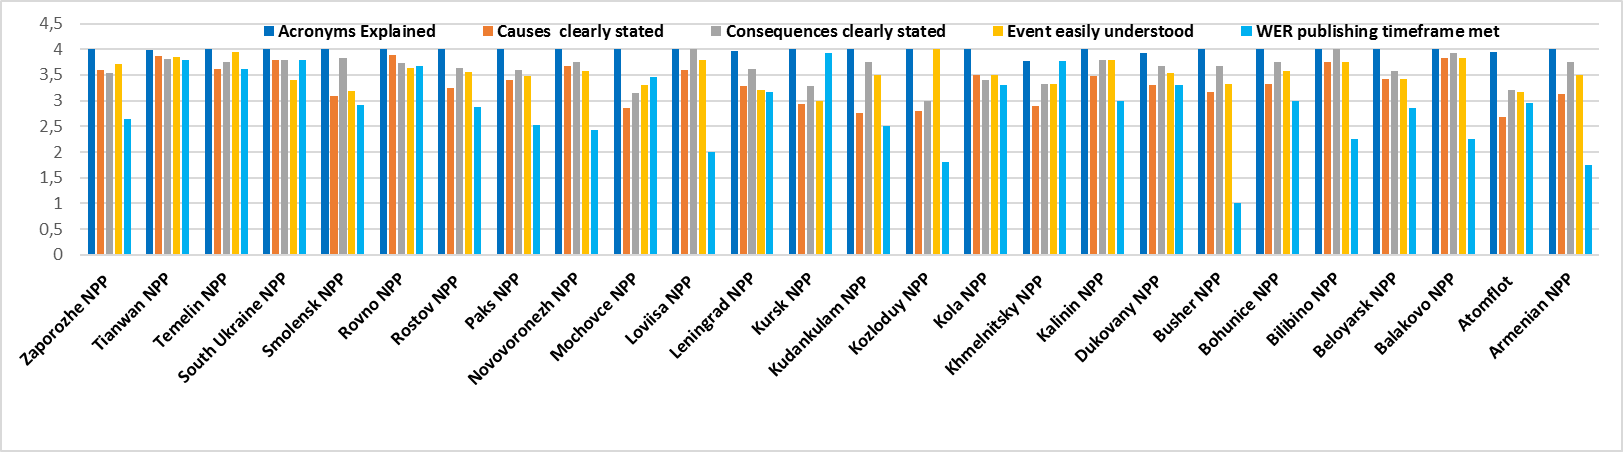 4,5
Acronyms Explained
Causes clearly stated
Consequences clearly stated
Event easily understood
WER publishing timeframe met
4
3,5
3
2,5
2
1,5
1
0,5
0
Zaporozhe NPP
Tianwan NPP
Temelin NPP
South Ukraine NPP
Smolensk NPP
Rovno NPP
Rostov NPP
Paks NPP
Novovoronezh NPP
Mochovce NPP
Loviisa NPP
Leningrad NPP
Kursk NPP
Kudankulam NPP
Kozloduy NPP
Kola NPP
Khmelnitsky NPP
Kalinin NPP
Dukovany NPP
Busher NPP
Bohunice NPP
Bilibino NPP
Beloyarsk NPP
Balakovo NPP
Atomflot
Armenian NPP